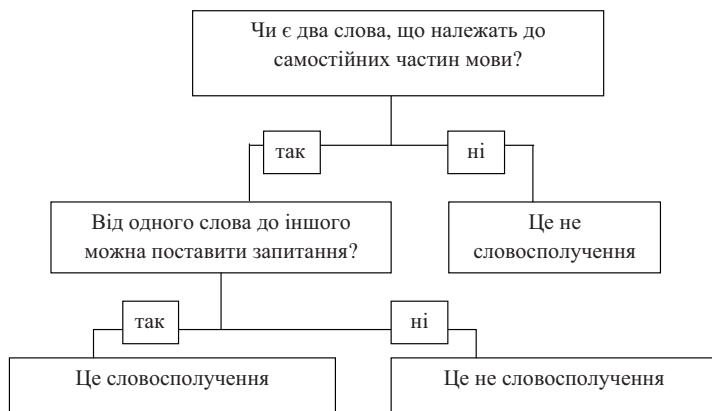 Чи є два слова, що належать до
самостійних частин мови?
так
ні
Від одного слова до іншого
можна поставити запитання?
Це не
словосполучення
так
ні
Це словосполучення
Це не словосполучення